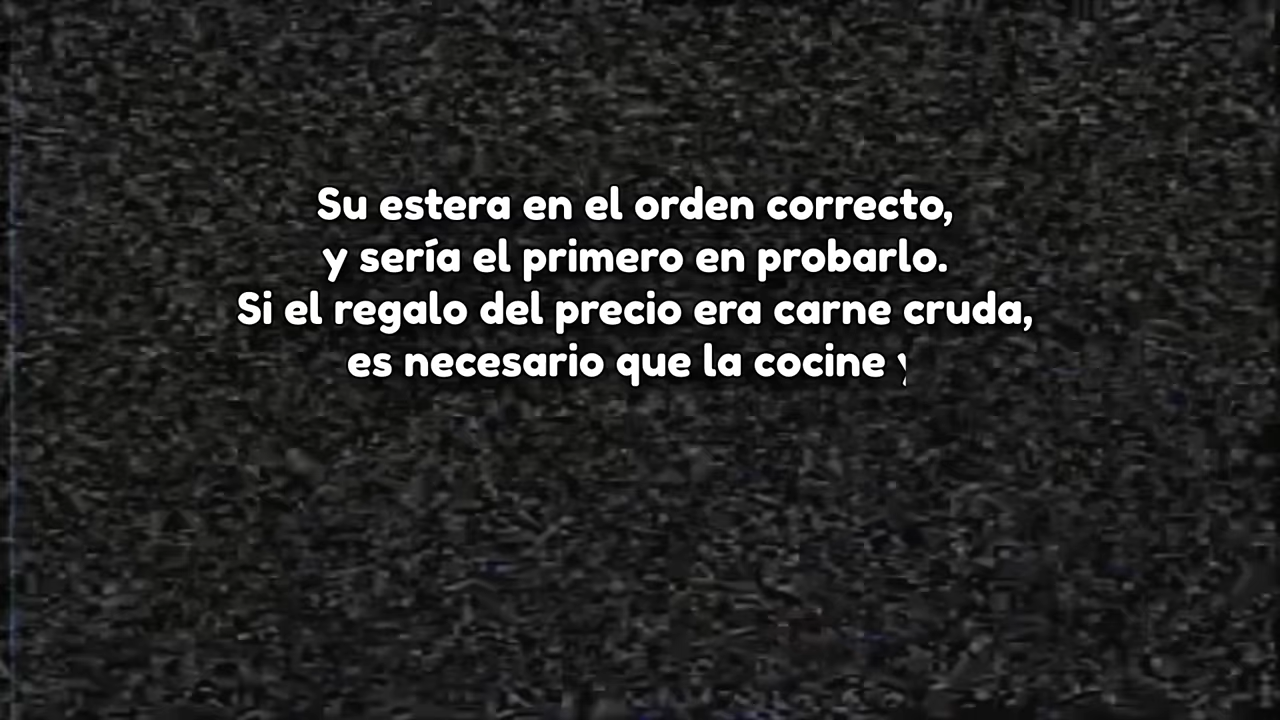 Su estera en el orden correcto,
y sería el primero en probarlo.
Si el regalo del precio era carne cruda,
es necesario que la cocine y